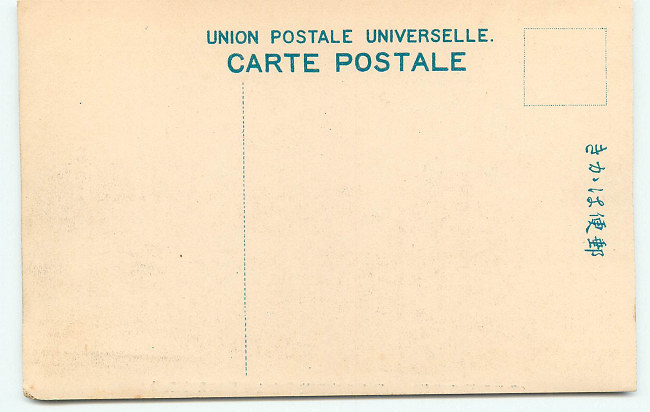 UNION POSTALE UNIVERSELLE.
CARTE POSTALE
郵便はかき